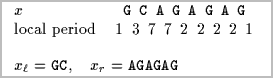 x G C A G A G A G
local period 1 3 7 7 2 2 2 2 1
x_ℓ = GC, x_r = AGAGAG